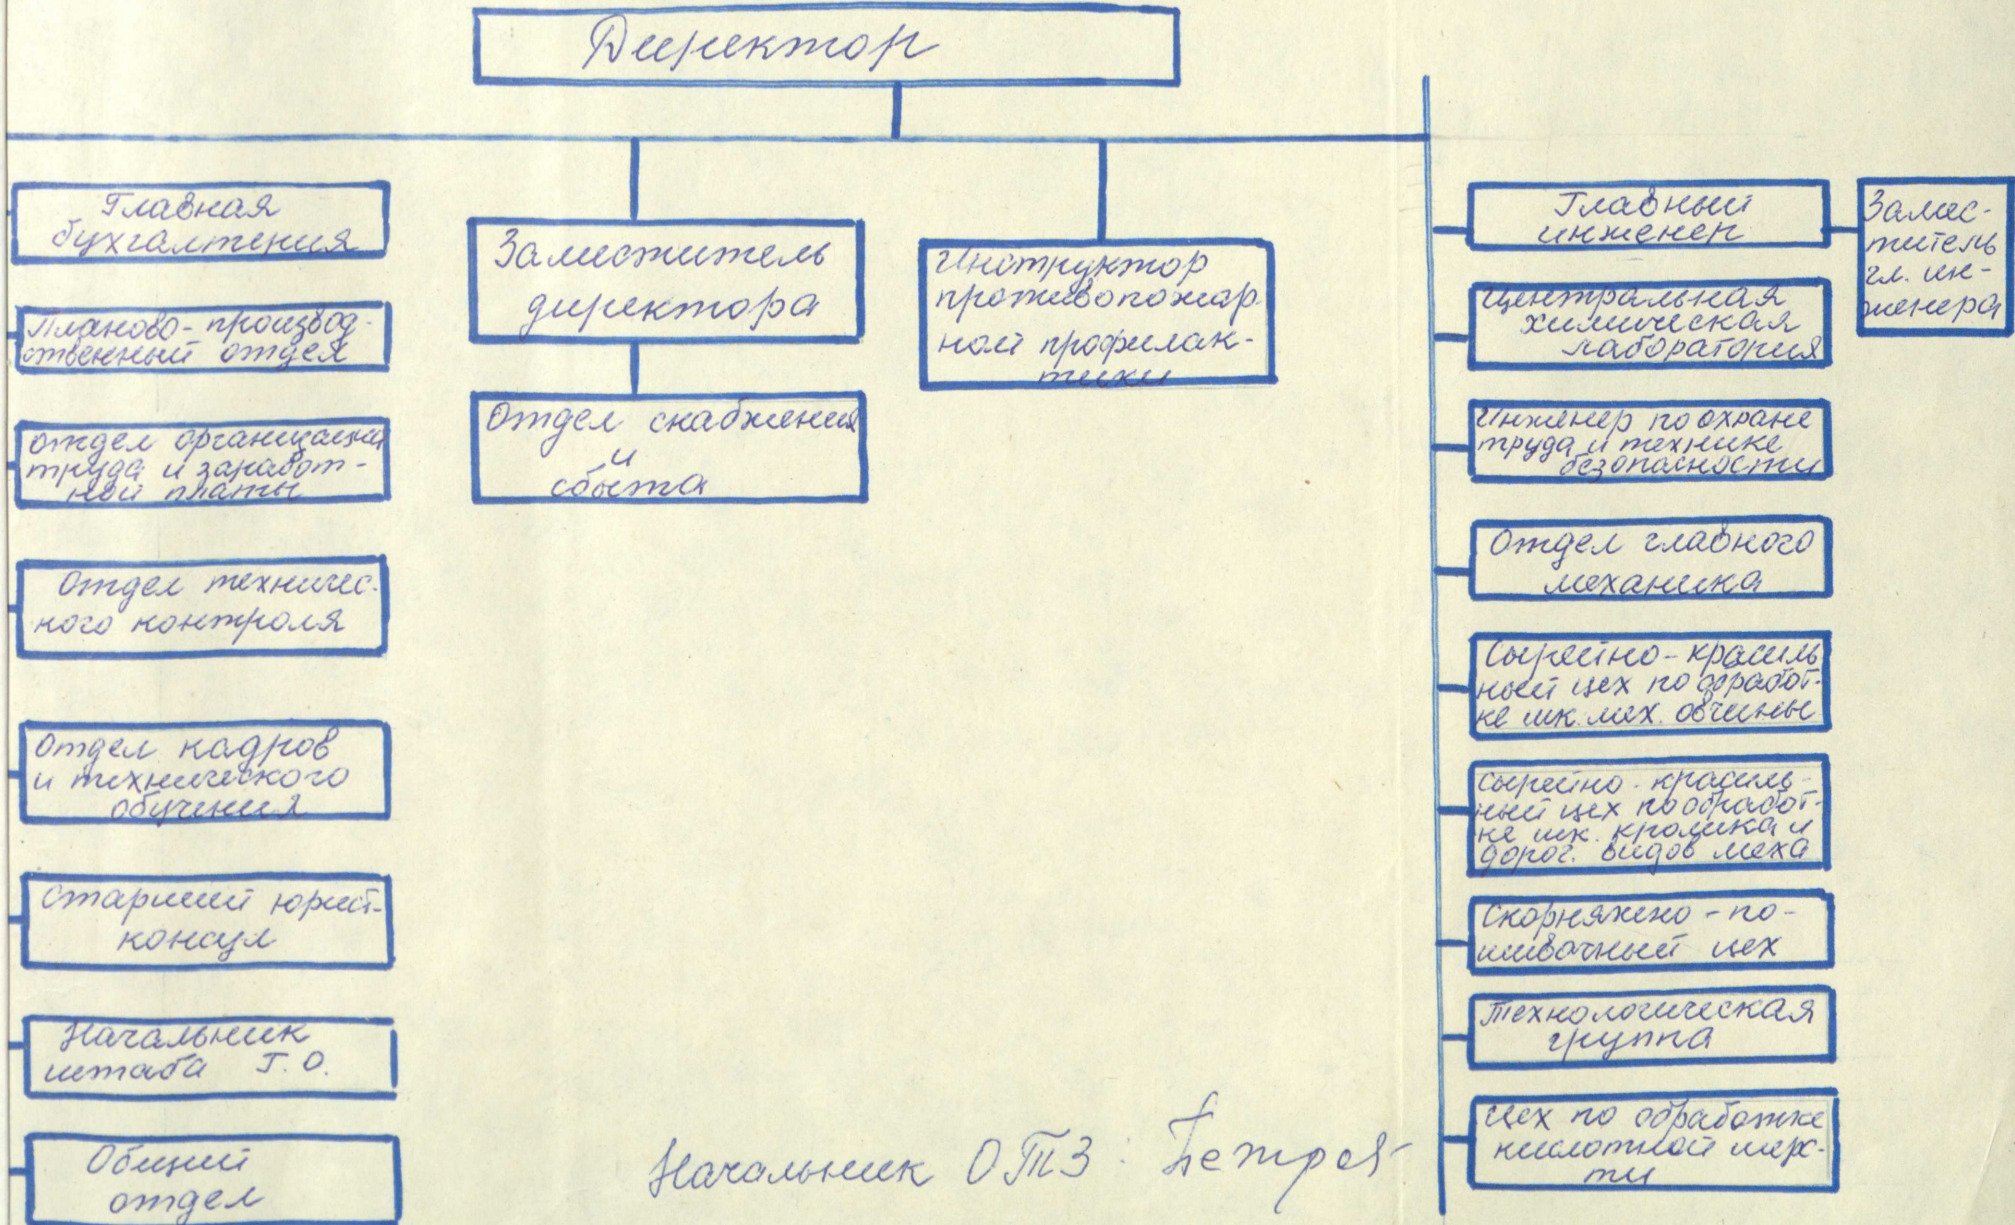 Директор
Главная
бухгалтерия
Планово-производ-
ственный отдел
отдел организации
труда и заработ-
ной платы
Отдел техничес-
кого контроля
Отдел кадров
и технического
обучения
Старший юрист-
консул
Начальник
штаба Г.О.
Общий
отдел
Заместитель
директора
Отдел снабжения
и
сбыта
Инструктор
противопожар
ной профилак-
тики
Главный
инженер
Замес-
титель
гл. ин-
женера
Центральная
химическая
лаборатория
Инженер по охране
труда и технике
безопасности
Отдел главного
механика
Сырейно-красиль
ный цех по обработ-
ке шк. мех. овчины
Сырейно-красиль-
ный цех по обработ-
ке шк. кролика и
дорог. видов меха
Скорняжно-по-
шивочный цех
Технологическая
группа
Цех по обработке
кислотной шерс-
ти
Начальник ОТЗ: